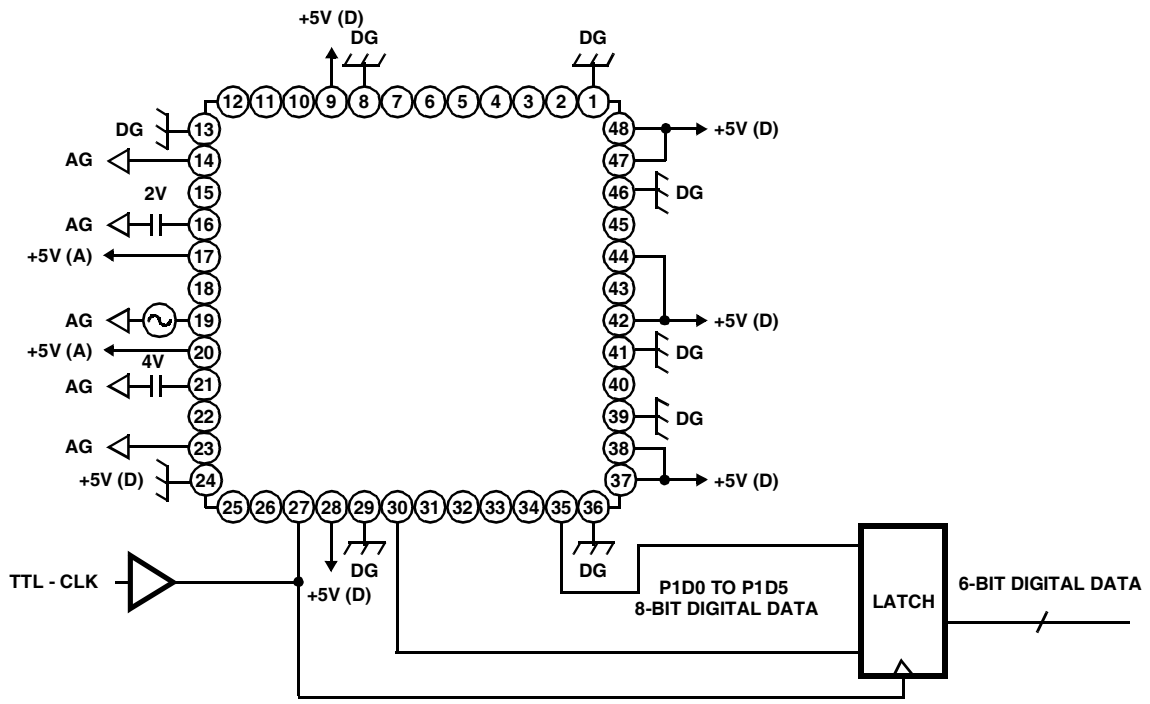 +5V (D)
DG
DG
12 11 10 9 8 7 6 5 4 3 2 1
DG 13
48 +5V (D)
AG 14
47
2V
15
46 DG
AG 16
45
+5V (A) 17
44
18
43
AG 19
42 +5V (D)
+5V (A) 20
41 DG
4V
AG 21
40
22
39 DG
AG 23
38
+5V (D) 24
37 +5V (D)
25 26 27 28 29 30 31 32 33 34 35 36
DG
DG
TTL - CLK
+5V (D)
P1D0 TO P1D5
8-BIT DIGITAL DATA
LATCH
6-BIT DIGITAL DATA